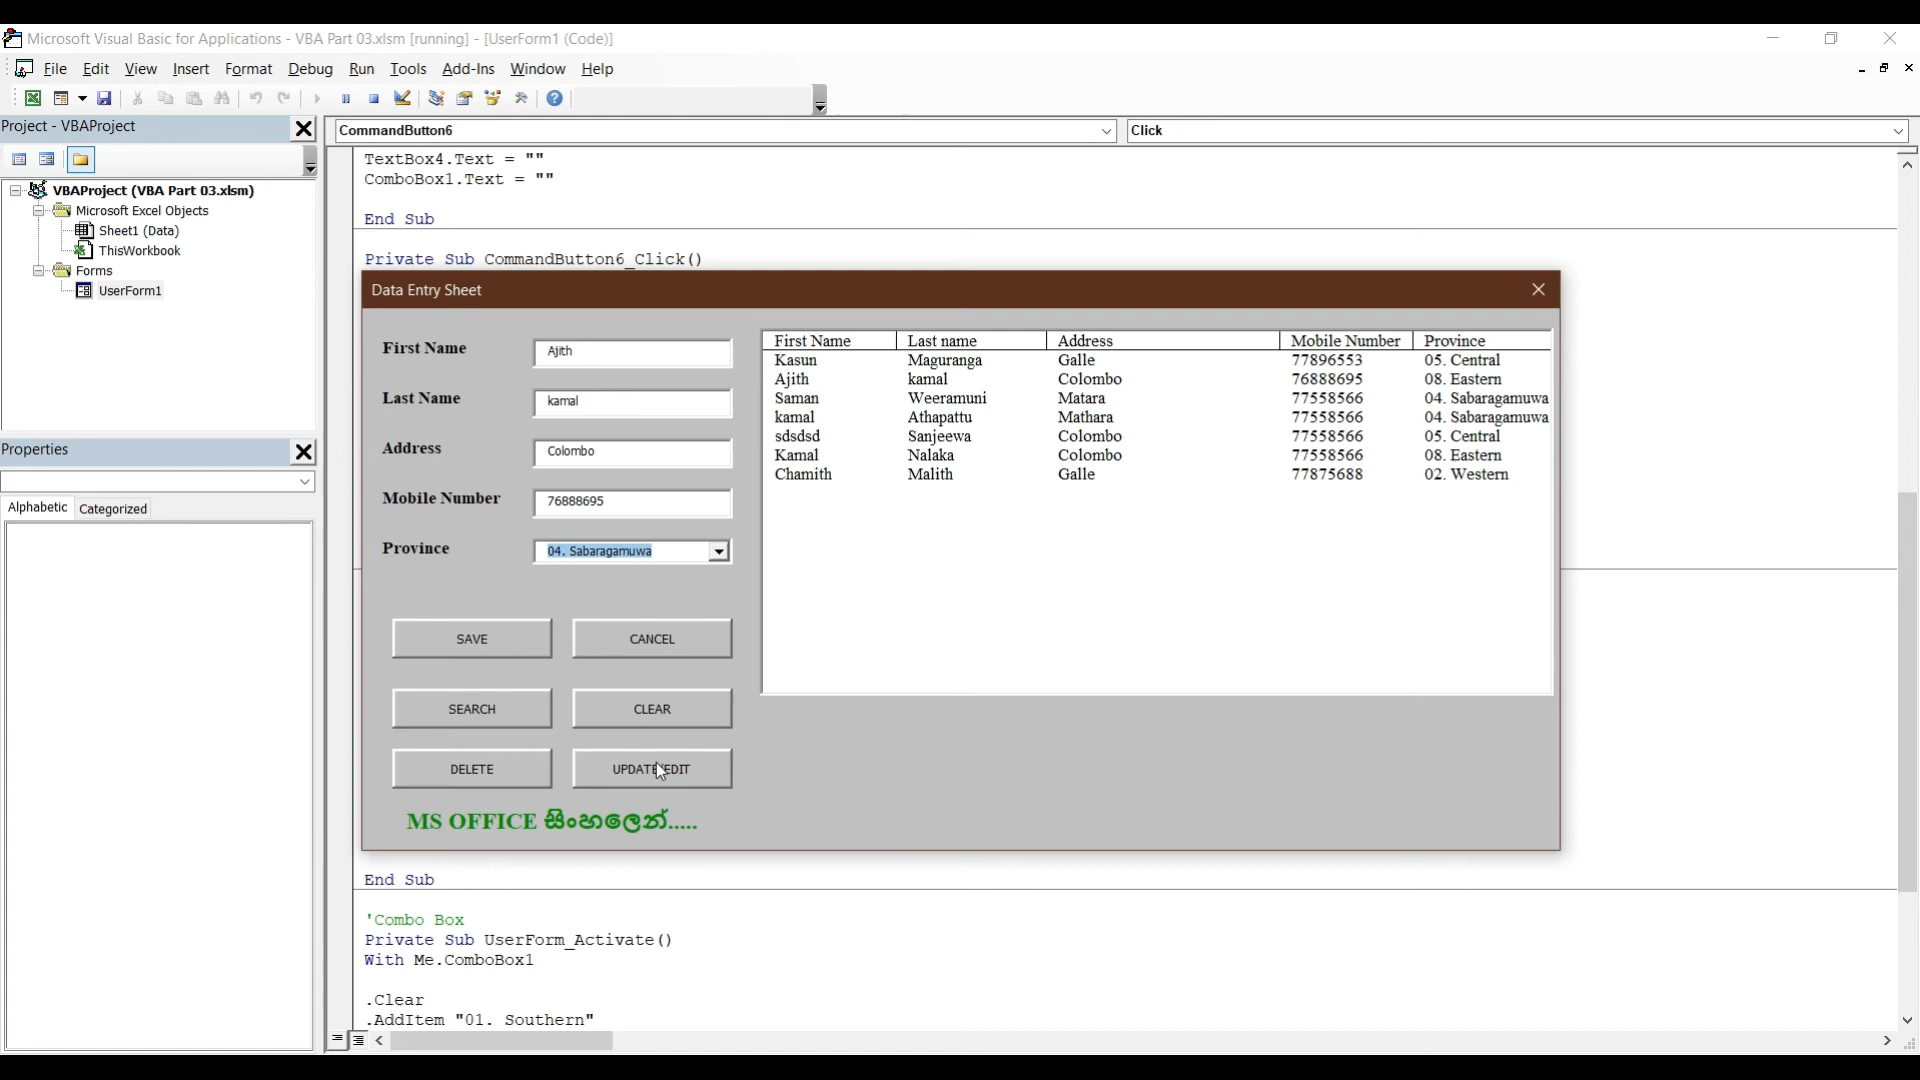 Microsoft Visual Basic for Applications - VBA Part 03.xlsm [running] - [UserForm1 (Code)]
File Edit View Insert Format Debug Run Tools Add-Ins Window Help
Project - VBAProject
VBAProject (VBA Part 03.xlsm)
Microsoft Excel Objects
Sheet1 (Data)
ThisWorkbook
Forms
UserForm1
Properties
Alphabetic Categorized
CommandButton6 Click
TextBox4.Text = ""
ComboBox1.Text = ""
End Sub
Private Sub CommandButton6_Click()
Data Entry Sheet
First Name Ajith
Last Name kamal
Address Colombo
Mobile Number 76888695
Province 04. Sabaragamuwa
SAVE CANCEL
SEARCH CLEAR
DELETE UPDATE/EDIT
MS OFFICE සිංහලෙන්.....
First Name Last name Address Mobile Number Province
Kasun Maguranga Galle 77896553 05. Central
Ajith kamal Colombo 76888695 08. Eastern
Saman Weeramuni Matara 77558566 04. Sabaragamuwa
kamal Athapattu Mathara 77558566 04. Sabaragamuwa
sdsdsd Sanjeewa Colombo 77558566 05. Central
Kamal Nalaka Colombo 77558566 08. Eastern
Chamith Malith Galle 77875688 02. Western
End Sub
'Combo Box
Private Sub UserForm_Activate()
With Me.ComboBox1
.Clear
.AddItem "01. Southern"